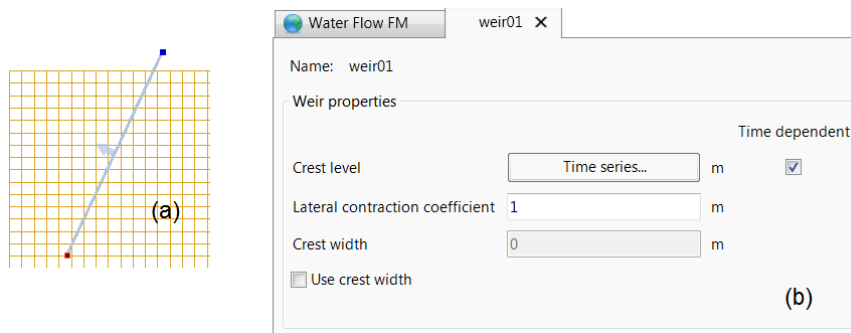 Water Flow FM weir01 X
Name: weir01
Weir properties
Time dependent
Crest level Time series... m
(a)
Lateral contraction coefficient 1 m
Crest width 0 m
Use crest width
(b)